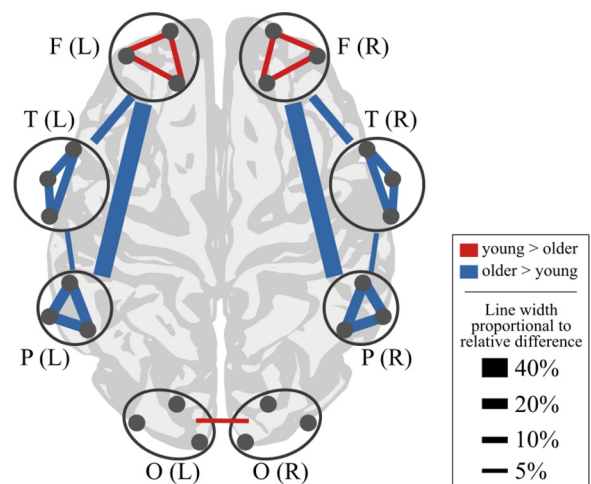 F (L)
F (R)
T (L)
T (R)
P (L)
P (R)
O (L)
O (R)
young > older
older > young
Line width
proportional to
relative difference
40%
20%
10%
5%